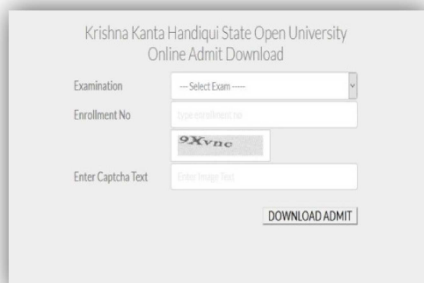 Krishna Kanta Handiqui State Open University
Online Admit Download
Examination
--- Select Exam -----
Enrollment No
type enrollment no
9Xvnc
Enter Captcha Text
Enter Image Text
DOWNLOAD ADMIT